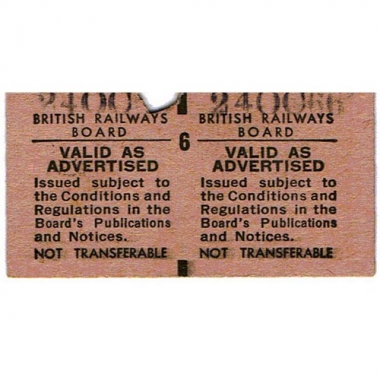 240066
BRITISH RAILWAYS
BOARD
VALID AS
ADVERTISED
Issued subject to
the Conditions and
Regulations in the
Board's Publications
and Notices.
NOT TRANSFERABLE
6
BRITISH RAILWAYS
BOARD
VALID AS
ADVERTISED
Issued subject to
the Conditions and
Regulations in the
Board's Publications
and Notices.
NOT TRANSFERABLE